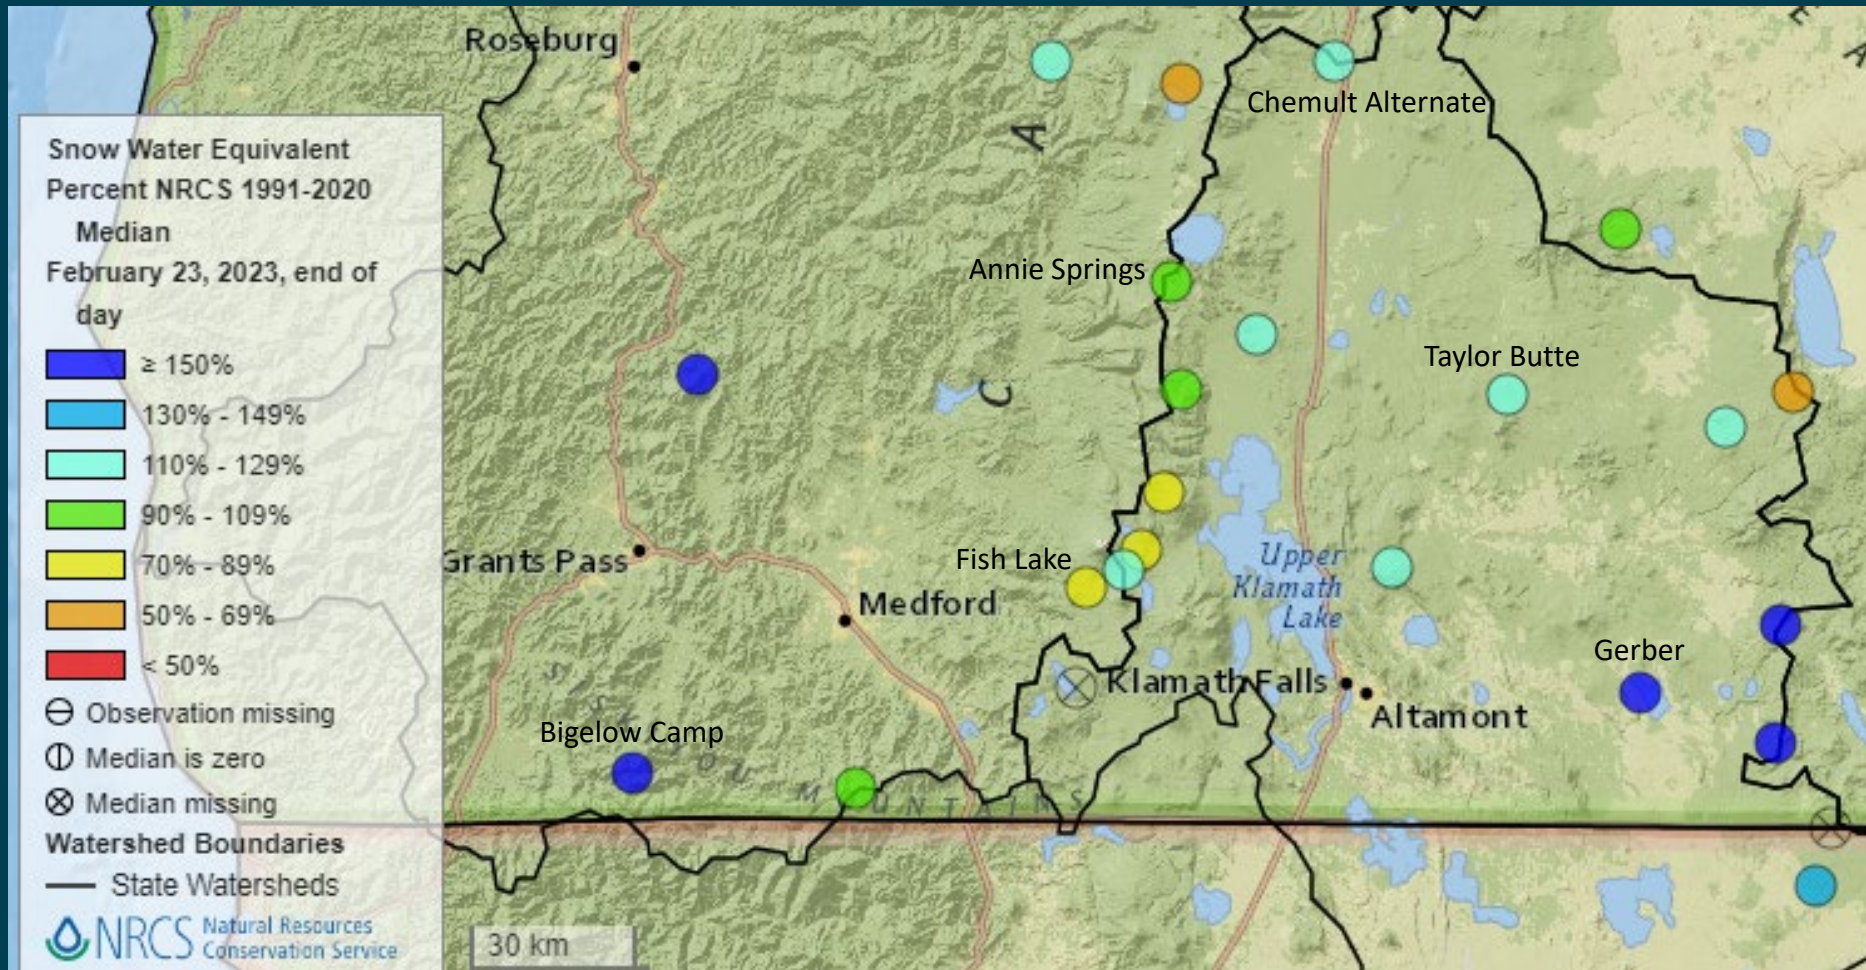 Snow Water Equivalent
Percent NRCS 1991-2020
Median
February 23, 2023, end of
day
≥ 150%
130% - 149%
110% - 129%
90% - 109%
70% - 89%
50% - 69%
< 50%
Observation missing
Median is zero
Median missing
Watershed Boundaries
State Watersheds
NRCS Natural Resources
Conservation Service
Roseburg
Chemult Alternate
A
C
E
A
Annie Springs
Taylor Butte
Grants Pass
Fish Lake
Medford
Upper
Klamath
Lake
Gerber
Klamath Falls
Altamont
Bigelow Camp
MOUNTAINS
30 km